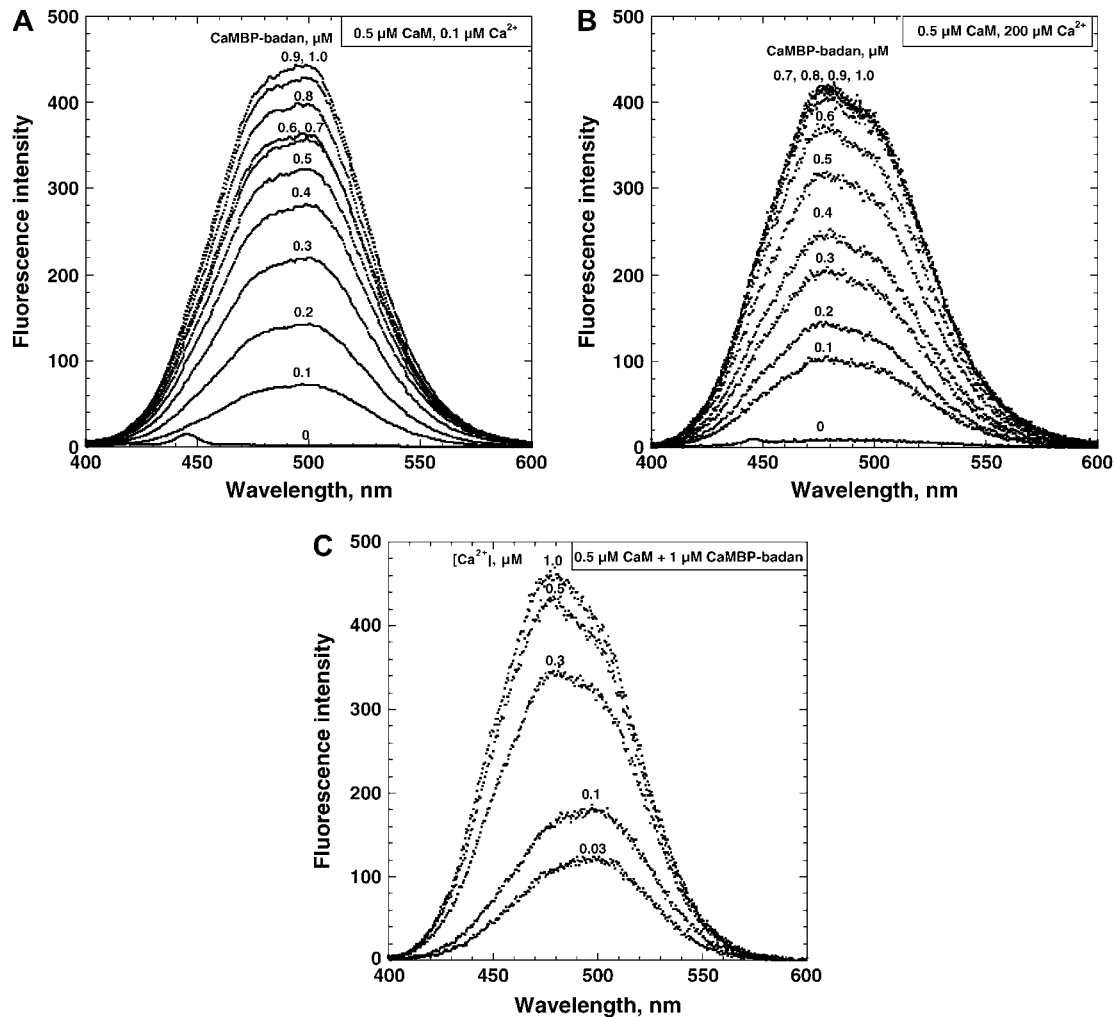 A
0.5 µM CaM, 0.1 µM Ca2+
CaMBP-badan, µM
0.9, 1.0
0.8
0.6, 0.7
0.5
0.4
0.3
0.2
0.1
0
500
400
300
200
100
0
400 450 500 550 600
Fluorescence intensity
Wavelength, nm
B
0.5 µM CaM, 200 µM Ca2+
CaMBP-badan, µM
0.7, 0.8, 0.9, 1.0
0.6
0.5
0.4
0.3
0.2
0.1
0
500
400
300
200
100
0
400 450 500 550 600
Fluorescence intensity
Wavelength, nm
C
[Ca2+], µM
0.5 µM CaM + 1 µM CaMBP-badan
1.0
0.5
0.3
0.1
0.03
500
400
300
200
100
0
400 450 500 550 600
Fluorescence intensity
Wavelength, nm